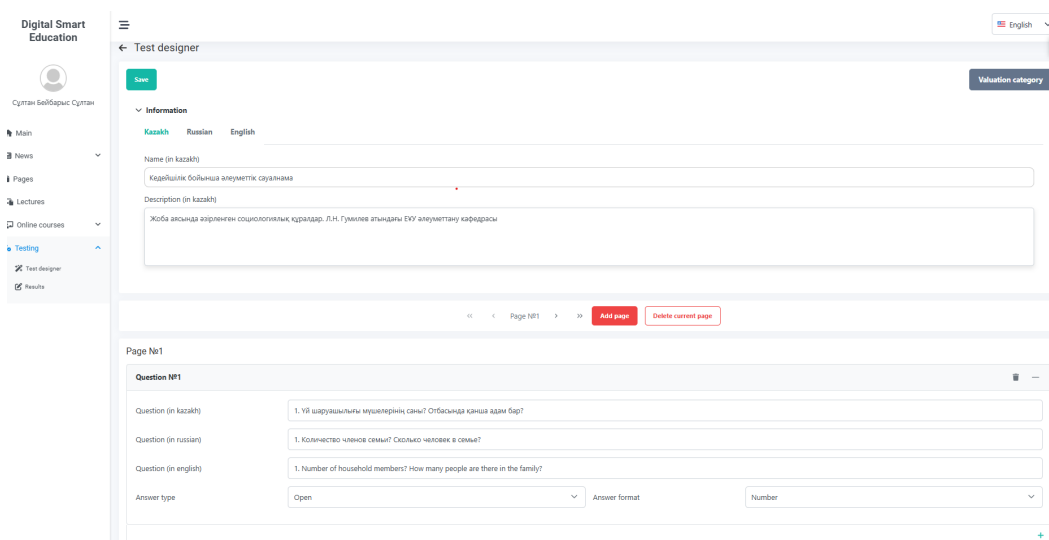 Digital Smart
Education
English
Test designer
Сұлтан Бейбарыс Сұлтан
Save
Valuation category
Information
Kazakh Russian English
Main
News
Pages
Lectures
Online courses
Testing
Test designer
Results
Name (in kazakh)
Кедейшілік бойынша әлеуметтік сауалнама
Description (in kazakh)
Жоба аясында әзірленген социологиялық құралдар. Л.Н. Гумилев атындағы ЕҰУ әлеуметтану кафедрасы
Page №1 Add page Delete current page
Page №1
Question №1
Question (in kazakh) 1. Үй шаруашылығы мүшелерінің саны? Отбасында қанша адам бар?
Question (in russian) 1. Количество членов семьи? Сколько человек в семье?
Question (in english) 1. Number of household members? How many people are there in the family?
Answer type Open Answer format Number